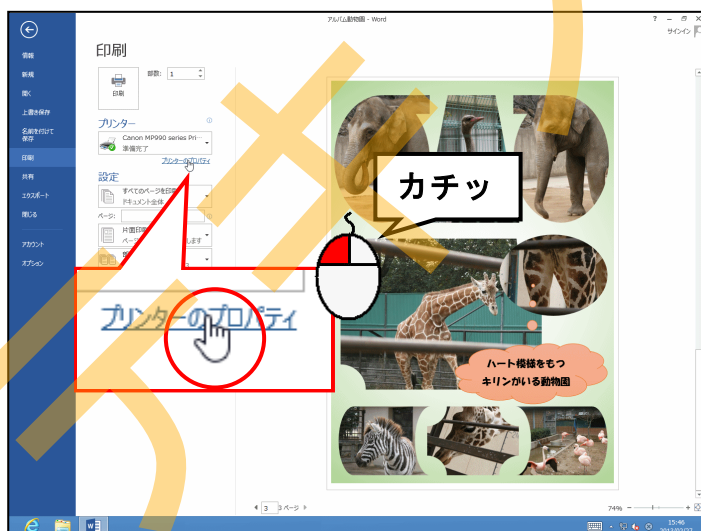 アルバム動物園 - Word
サインイン
情報
新規
開く
上書き保存
名前を付けて
保存
印刷
共有
エクスポート
閉じる
アカウント
オプション
印刷
部数: 1
印刷
プリンター
Canon MP990 series Pri…
準備完了
プリンターのプロパティ
設定
すべてのページを印刷
ドキュメント全体
ページ:
片面印刷
します
プリンターのプロパティ
カチッ
ハート模様をもつ
キリンがいる動物園
3 3 ページ
74%
15:46